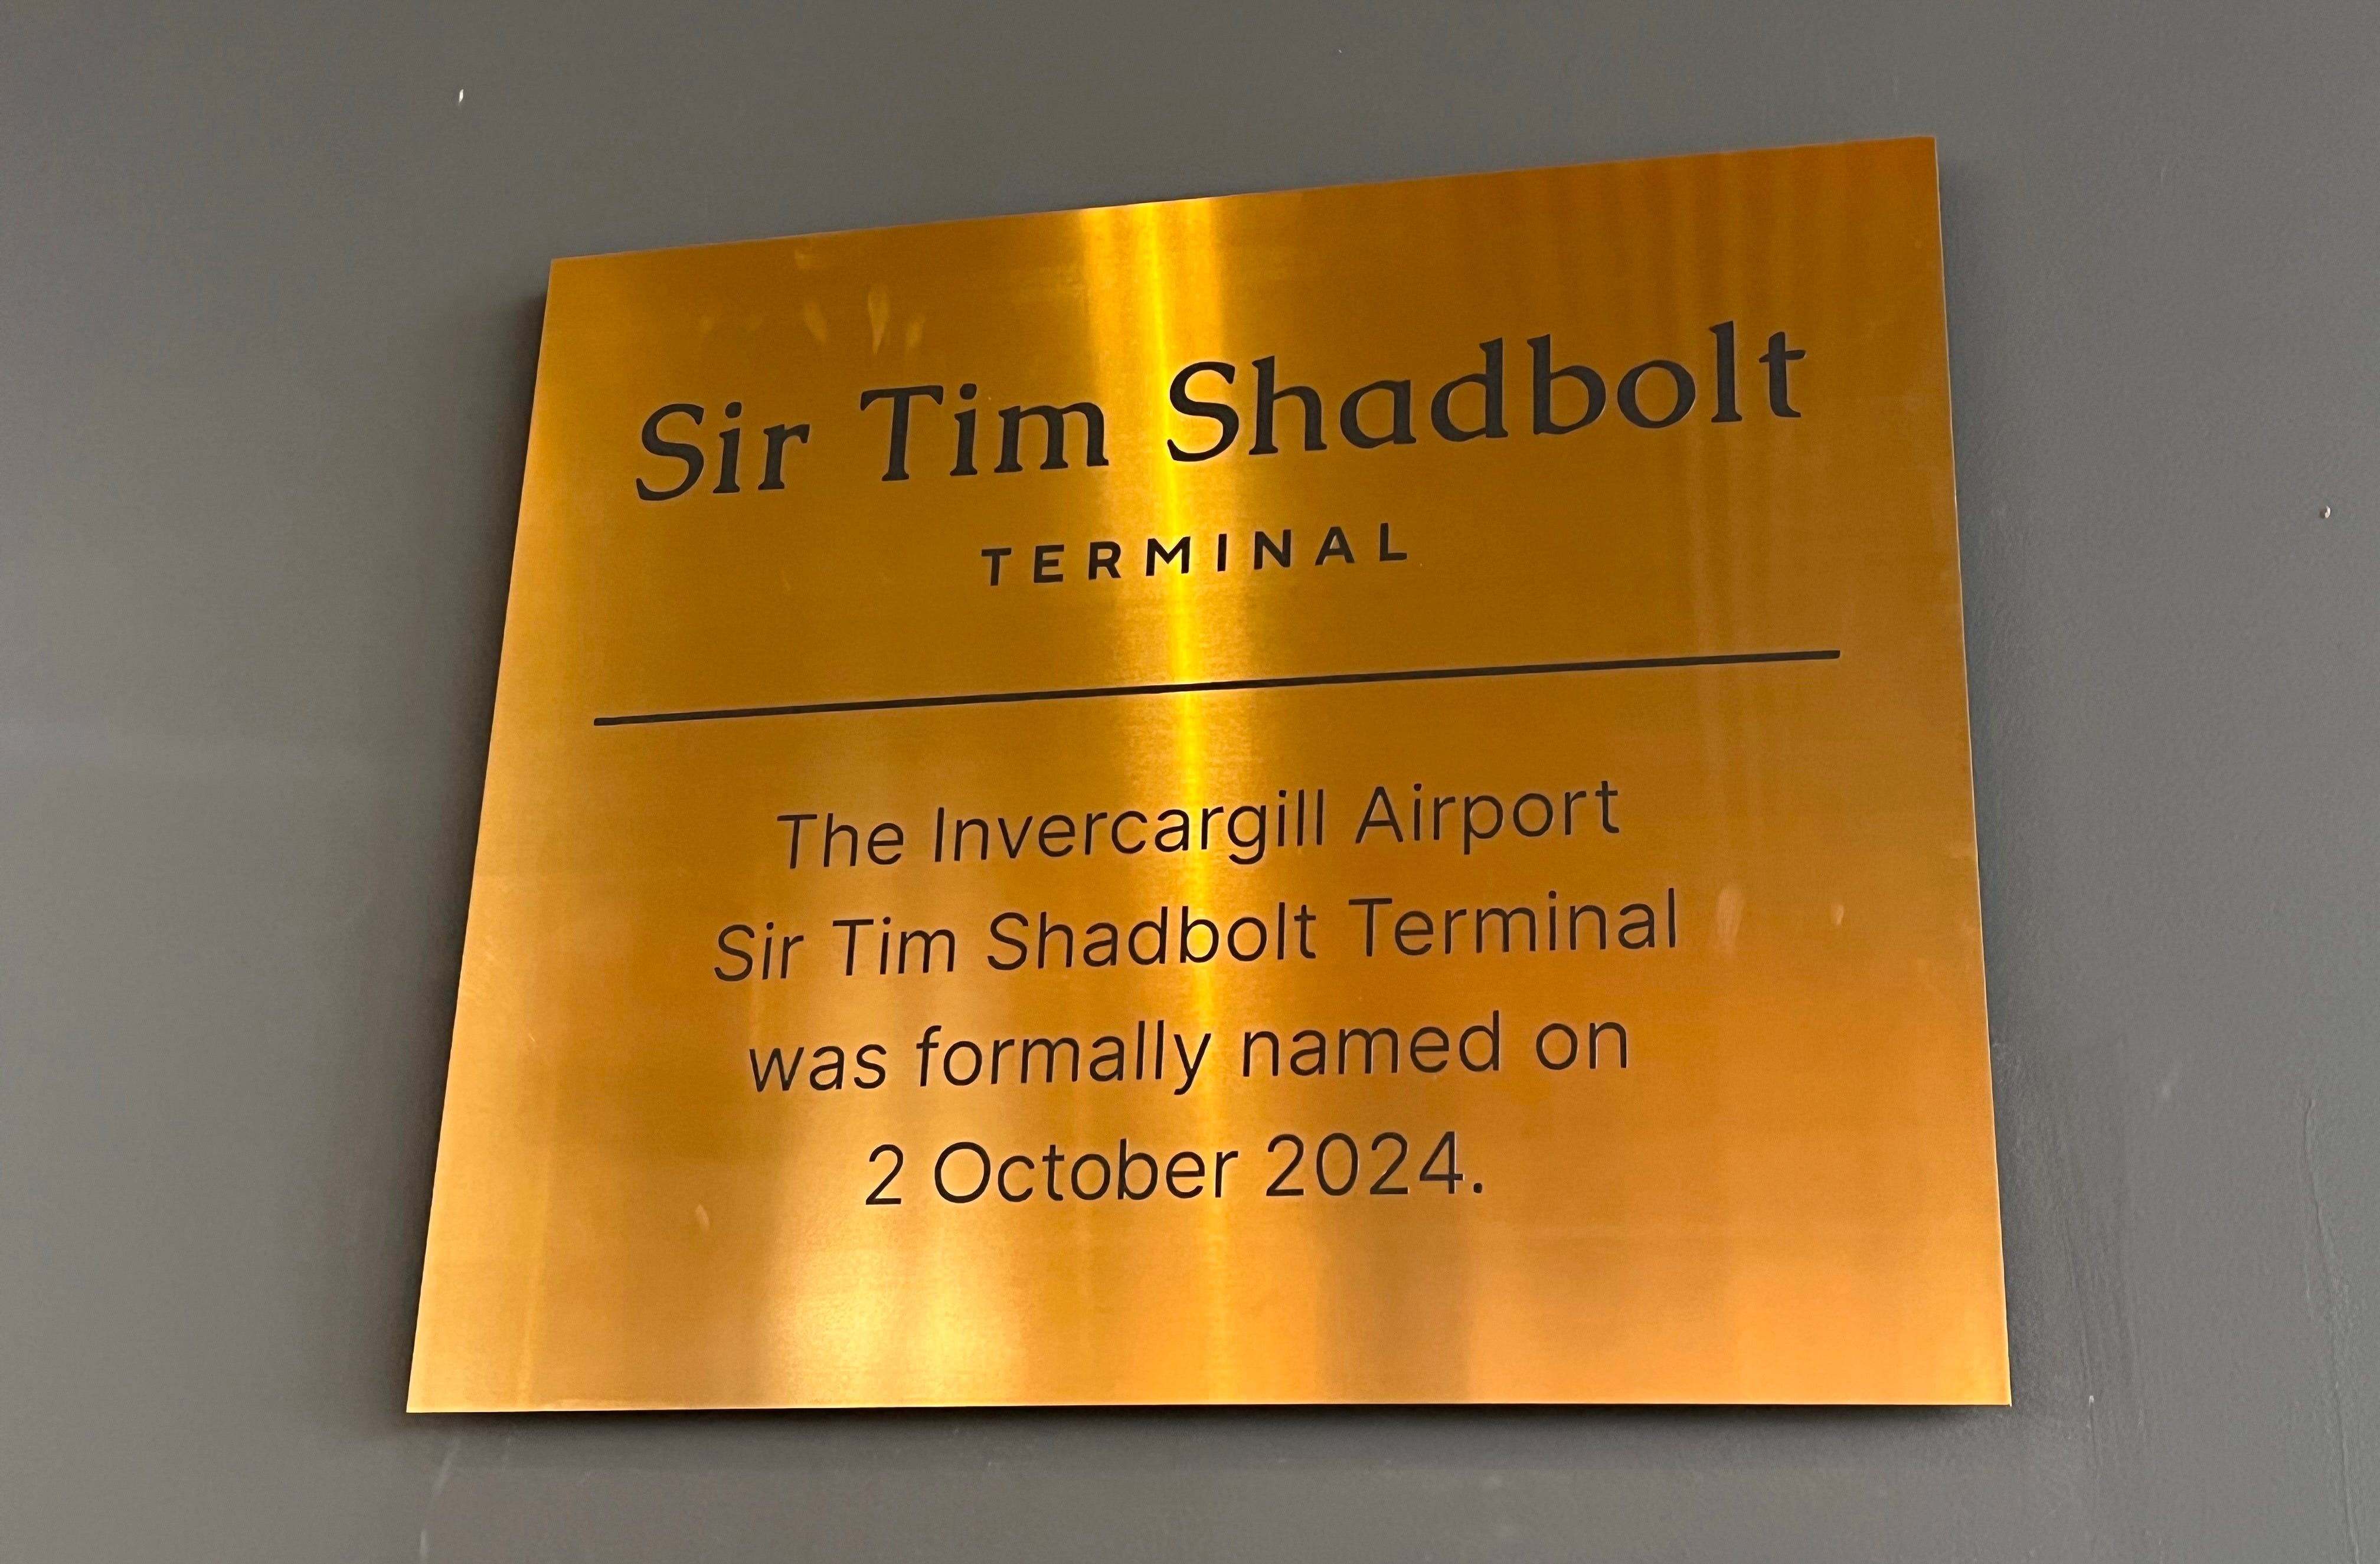 Sir Tim Shadbolt
TERMINAL
The Invercargill Airport
Sir Tim Shadbolt Terminal
was formally named on
2 October 2024.